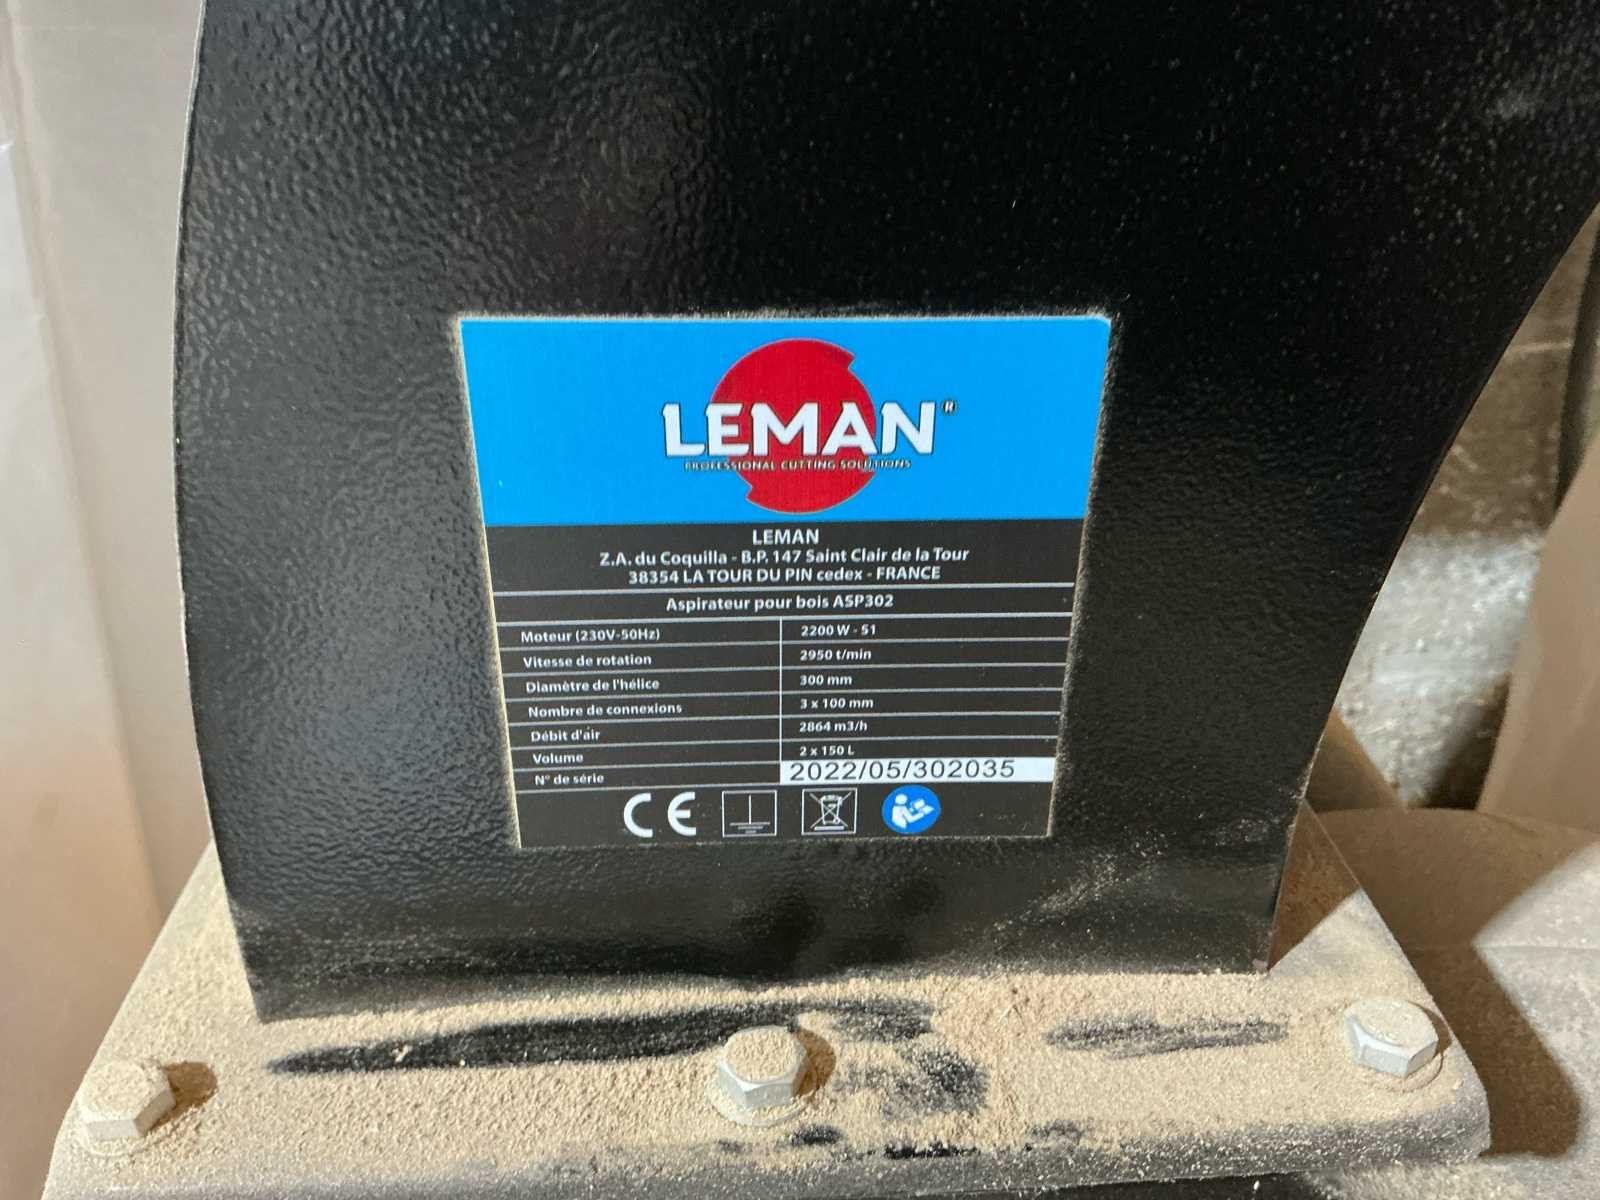 LEMAN®
PROFESSIONAL CUTTING SOLUTIONS
LEMAN
Z.A. du Coquilla - B.P. 147 Saint Clair de la Tour
38354 LA TOUR DU PIN cedex - FRANCE
Aspirateur pour bois ASP302
Moteur (230V-50Hz) 2200 W - S1
Vitesse de rotation 2950 t/min
Diamètre de l'hélice 300 mm
Nombre de connexions 3 x 100 mm
Débit d'air 2864 m3/h
Volume 2 x 150 L
N° de série 2022/05/302035
CE